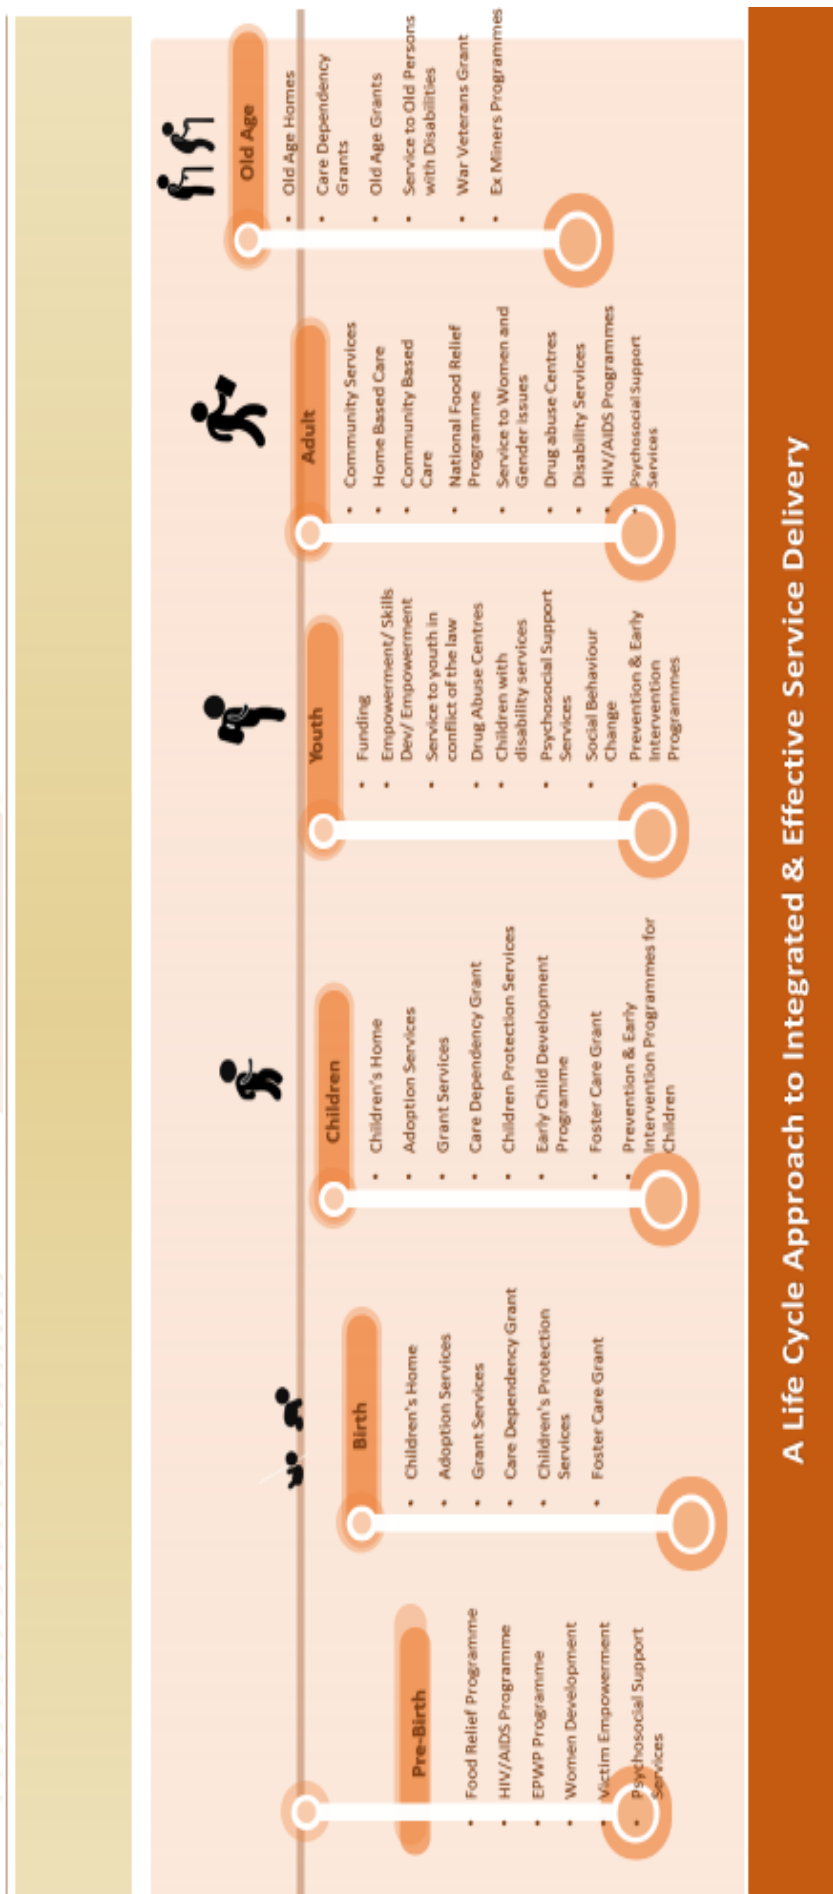 Pre-Birth
• Food Relief Programme
• HIV/AIDS Programme
• EPWP Programme
• Women Development
• Victim Empowerment
• Psychosocial Support
Services
Birth
• Children's Home
• Adoption Services
• Grant Services
• Care Dependency Grant
• Children's Protection
Services
• Foster Care Grant
Children
• Children's Home
• Adoption Services
• Grant Services
• Care Dependency Grant
• Children Protection Services
• Early Child Development
Programme
• Foster Care Grant
• Prevention & Early
Intervention Programmes for
Children
Youth
• Funding
• Empowerment/ Skills
Dev/ Empowerment
• Service to youth in
conflict of the law
• Drug Abuse Centres
• Children with
disability services
• Psychosocial Support
Services
• Social Behaviour
Change
• Prevention & Early
Intervention
Programmes
Adult
• Community Services
• Home Based Care
• Community Based
Care
• National Food Relief
Programme
• Service to Women and
Gender issues
• Drug abuse Centres
• Disability Services
• HIV/AIDS Programmes
• Psychosocial Support
Services
Old Age
• Old Age Homes
• Care Dependency
Grants
• Old Age Grants
• Service to Old Persons
with Disabilities
• War Veterans Grant
• Ex Miners Programmes
A Life Cycle Approach to Integrated & Effective Service Delivery